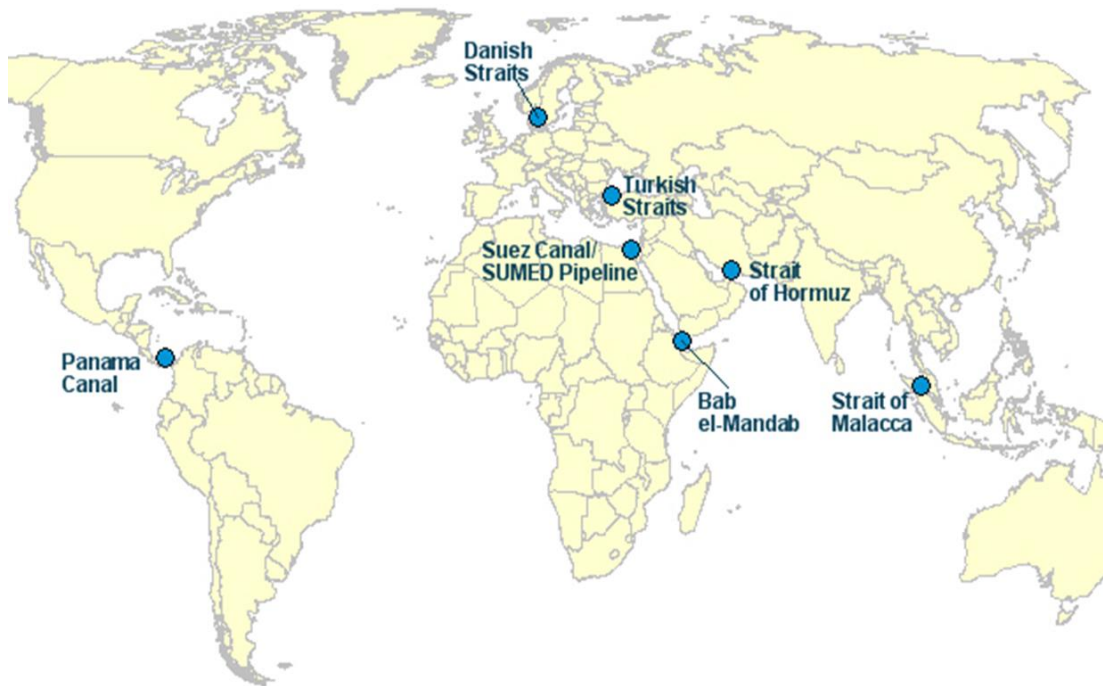 Danish
Straits
Turkish
Straits
Suez Canal/
SUMED Pipeline
Strait
of Hormuz
Panama
Canal
Bab
el-Mandab
Strait of
Malacca